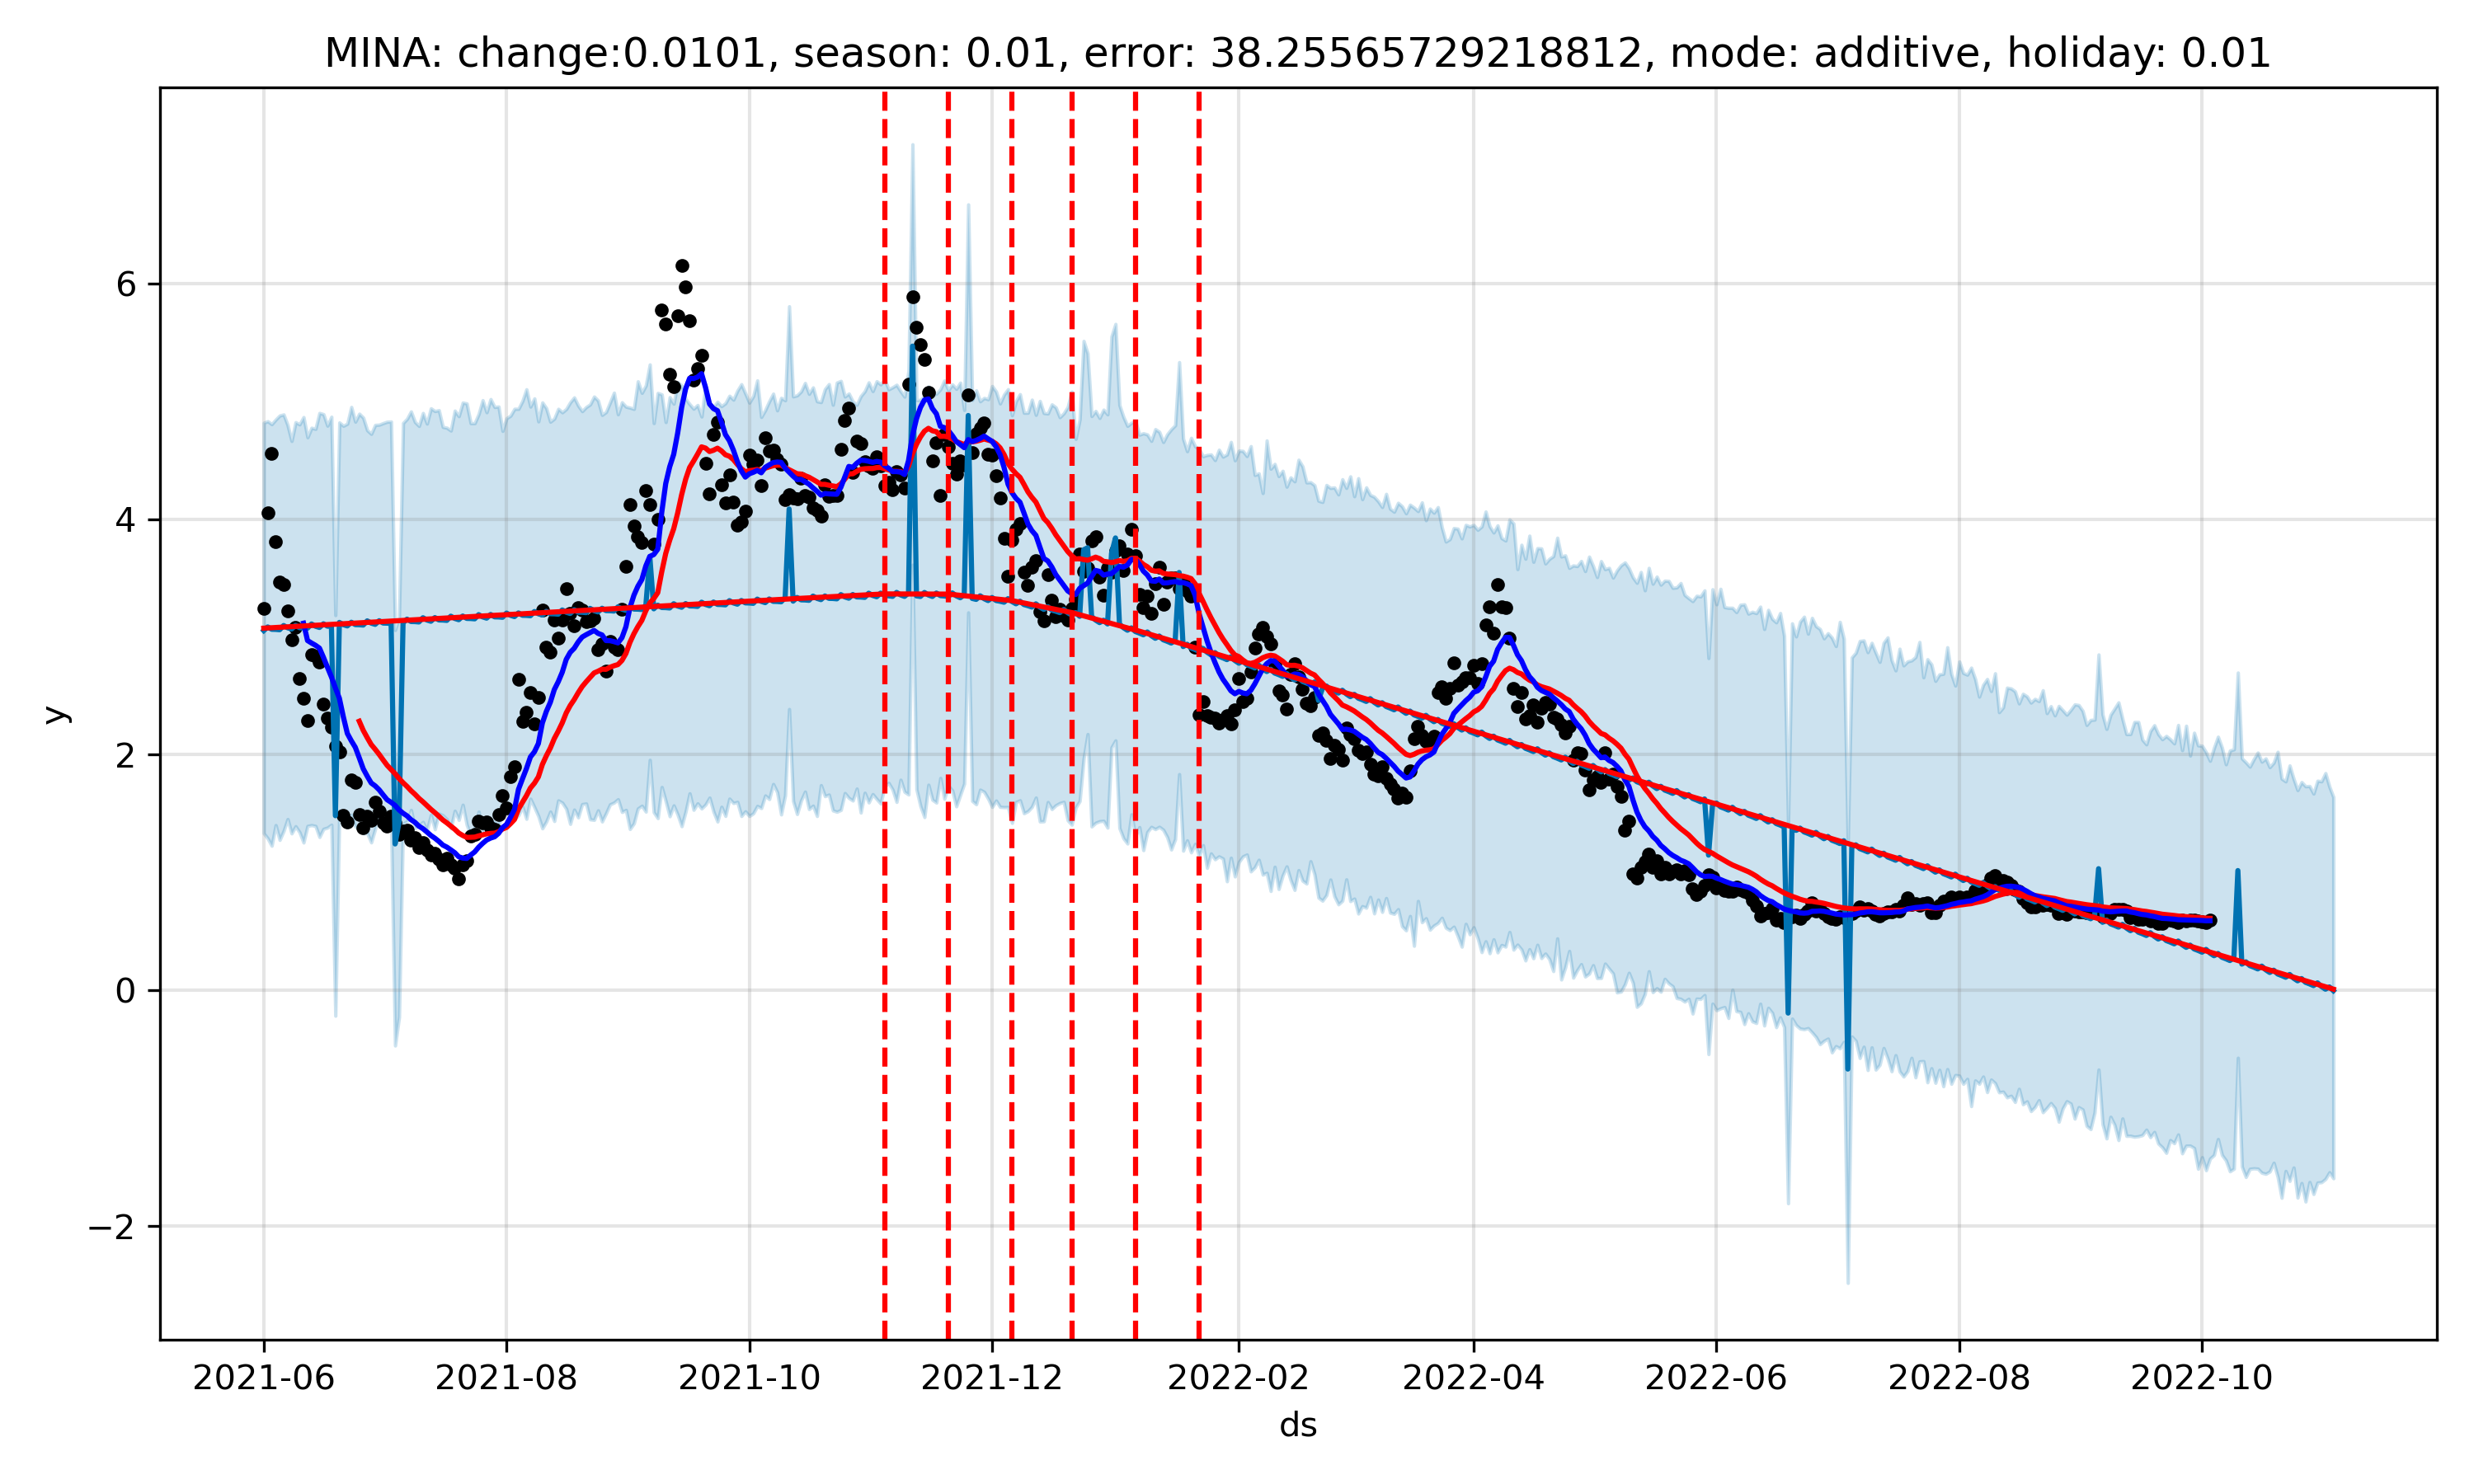 MINA: change:0.0101, season: 0.01, error: 38.25565729218812, mode: additive, holiday: 0.01
y
6
4
2
0
−2
2021-06 2021-08 2021-10 2021-12 2022-02 2022-04 2022-06 2022-08 2022-10
ds